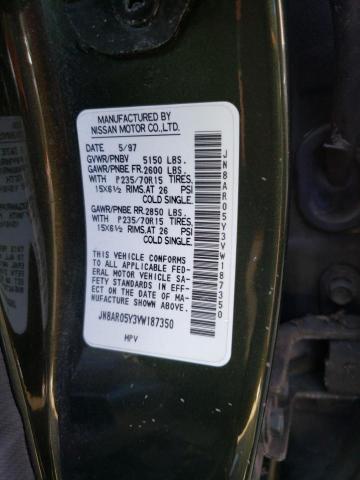 MANUFACTURED BY
NISSAN MOTOR CO.,LTD.
DATE 5/97
GVWR/PNBV 5150 LBS.
GAWR/PNBE FR.2600 LBS.
WITH P235/70R15 TIRES,
15X6½ RIMS,AT 26 PSI
COLD SINGLE.
GAWR/PNBE RR.2850 LBS.
WITH P235/70R15 TIRES,
15X6½ RIMS,AT 26 PSI
COLD SINGLE.
THIS VEHICLE CONFORMS
TO ALL APPLICABLE FED-
ERAL MOTOR VEHICLE SA-
FETY STANDARDS IN EFF-
ECT ON THE DATE OF MA-
NUFACTURE SHOWN ABOVE.
JN8AR05Y3VW187350
MPV
JN8AR05Y3VW187350